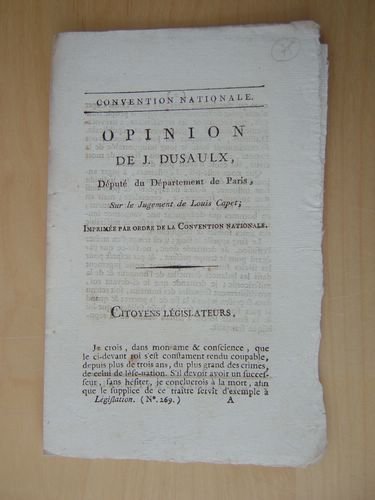 CONVENTION NATIONALE.
OPINION
DE J. DUSAULX,
Député du Département de Paris,
Sur le Jugement de Louis Capet;
IMPRIMÉE PAR ORDRE DE LA CONVENTION NATIONALE.
CITOYENS LÉGISLATEURS,
Je crois, dans mon ame & conscience, que
le ci-devant roi s'est constament rendu coupable,
depuis plus de trois ans, du plus grand des crimes,
de celui de lèse-nation. S'il devoit avoir un succes-
seur, sans hésiter, je conclurois à la mort, afin
que le supplice de ce traître servît d'exemple à
Législation. (N°. 269.) A